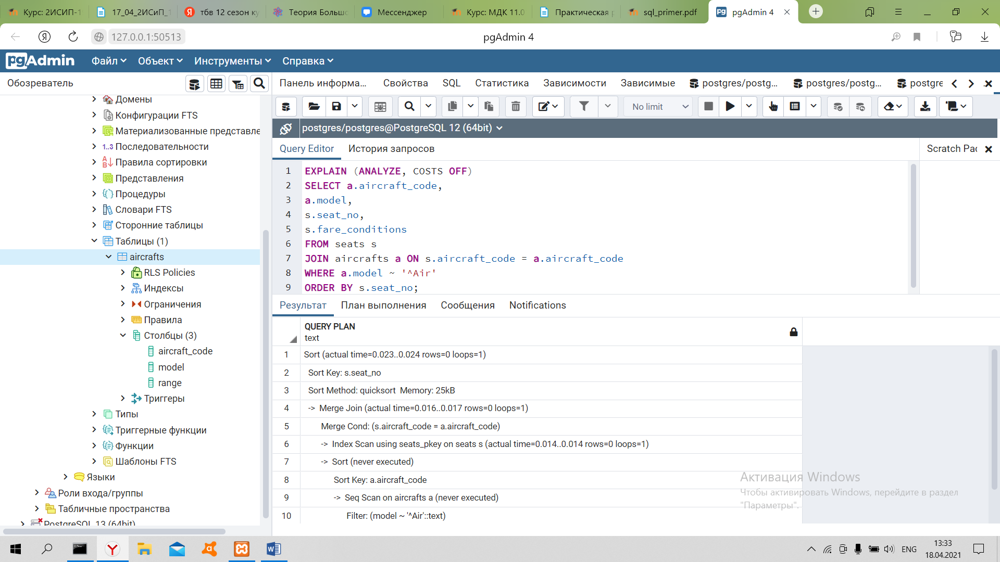 Курс: 2ИСИП-1
17_04_2ИСиП_1
тбв 12 сезон ку
Теория Больш
Мессенджер
Курс: МДК 11.0
Практическая р
sql_primer.pdf
pgAdmin 4
127.0.0.1:50513
pgAdmin 4
pgAdmin
Файл
Объект
Инструменты
Справка
Обозреватель
Панель информа...
Свойства
SQL
Статистика
Зависимости
Зависимые
postgres/postg...
postgres/postg...
postgre
No limit
postgres/postgres@PostgreSQL 12 (64bit)
Query Editor
История запросов
Scratch Pac
Домены
Конфигурации FTS
Материализованные представле
1..3 Последовательности
Правила сортировки
Представления
Процедуры
Словари FTS
Сторонние таблицы
Таблицы (1)
aircrafts
RLS Policies
Индексы
Ограничения
Правила
Столбцы (3)
aircraft_code
model
range
Триггеры
Типы
Триггерные функции
Функции
Шаблоны FTS
Языки
Роли входа/группы
Табличные пространства
PostgreSQL 13 (64bit)
1 EXPLAIN (ANALYZE, COSTS OFF)
2 SELECT a.aircraft_code,
3 a.model,
4 s.seat_no,
5 s.fare_conditions
6 FROM seats s
7 JOIN aircrafts a ON s.aircraft_code = a.aircraft_code
8 WHERE a.model ~ '^Air'
9 ORDER BY s.seat_no;
Результат
План выполнения
Сообщения
Notifications
QUERY PLAN
text
1 Sort (actual time=0.023..0.024 rows=0 loops=1)
2 Sort Key: s.seat_no
3 Sort Method: quicksort Memory: 25kB
4 -> Merge Join (actual time=0.016..0.017 rows=0 loops=1)
5 Merge Cond: (s.aircraft_code = a.aircraft_code)
6 -> Index Scan using seats_pkey on seats s (actual time=0.014..0.014 rows=0 loops=1)
7 -> Sort (never executed)
8 Sort Key: a.aircraft_code
9 -> Seq Scan on aircrafts a (never executed)
10 Filter: (model ~ '^Air'::text)
Активация Windows
Чтобы активировать Windows, перейдите в раздел
"Параметры".
ENG
13:33
18.04.2021